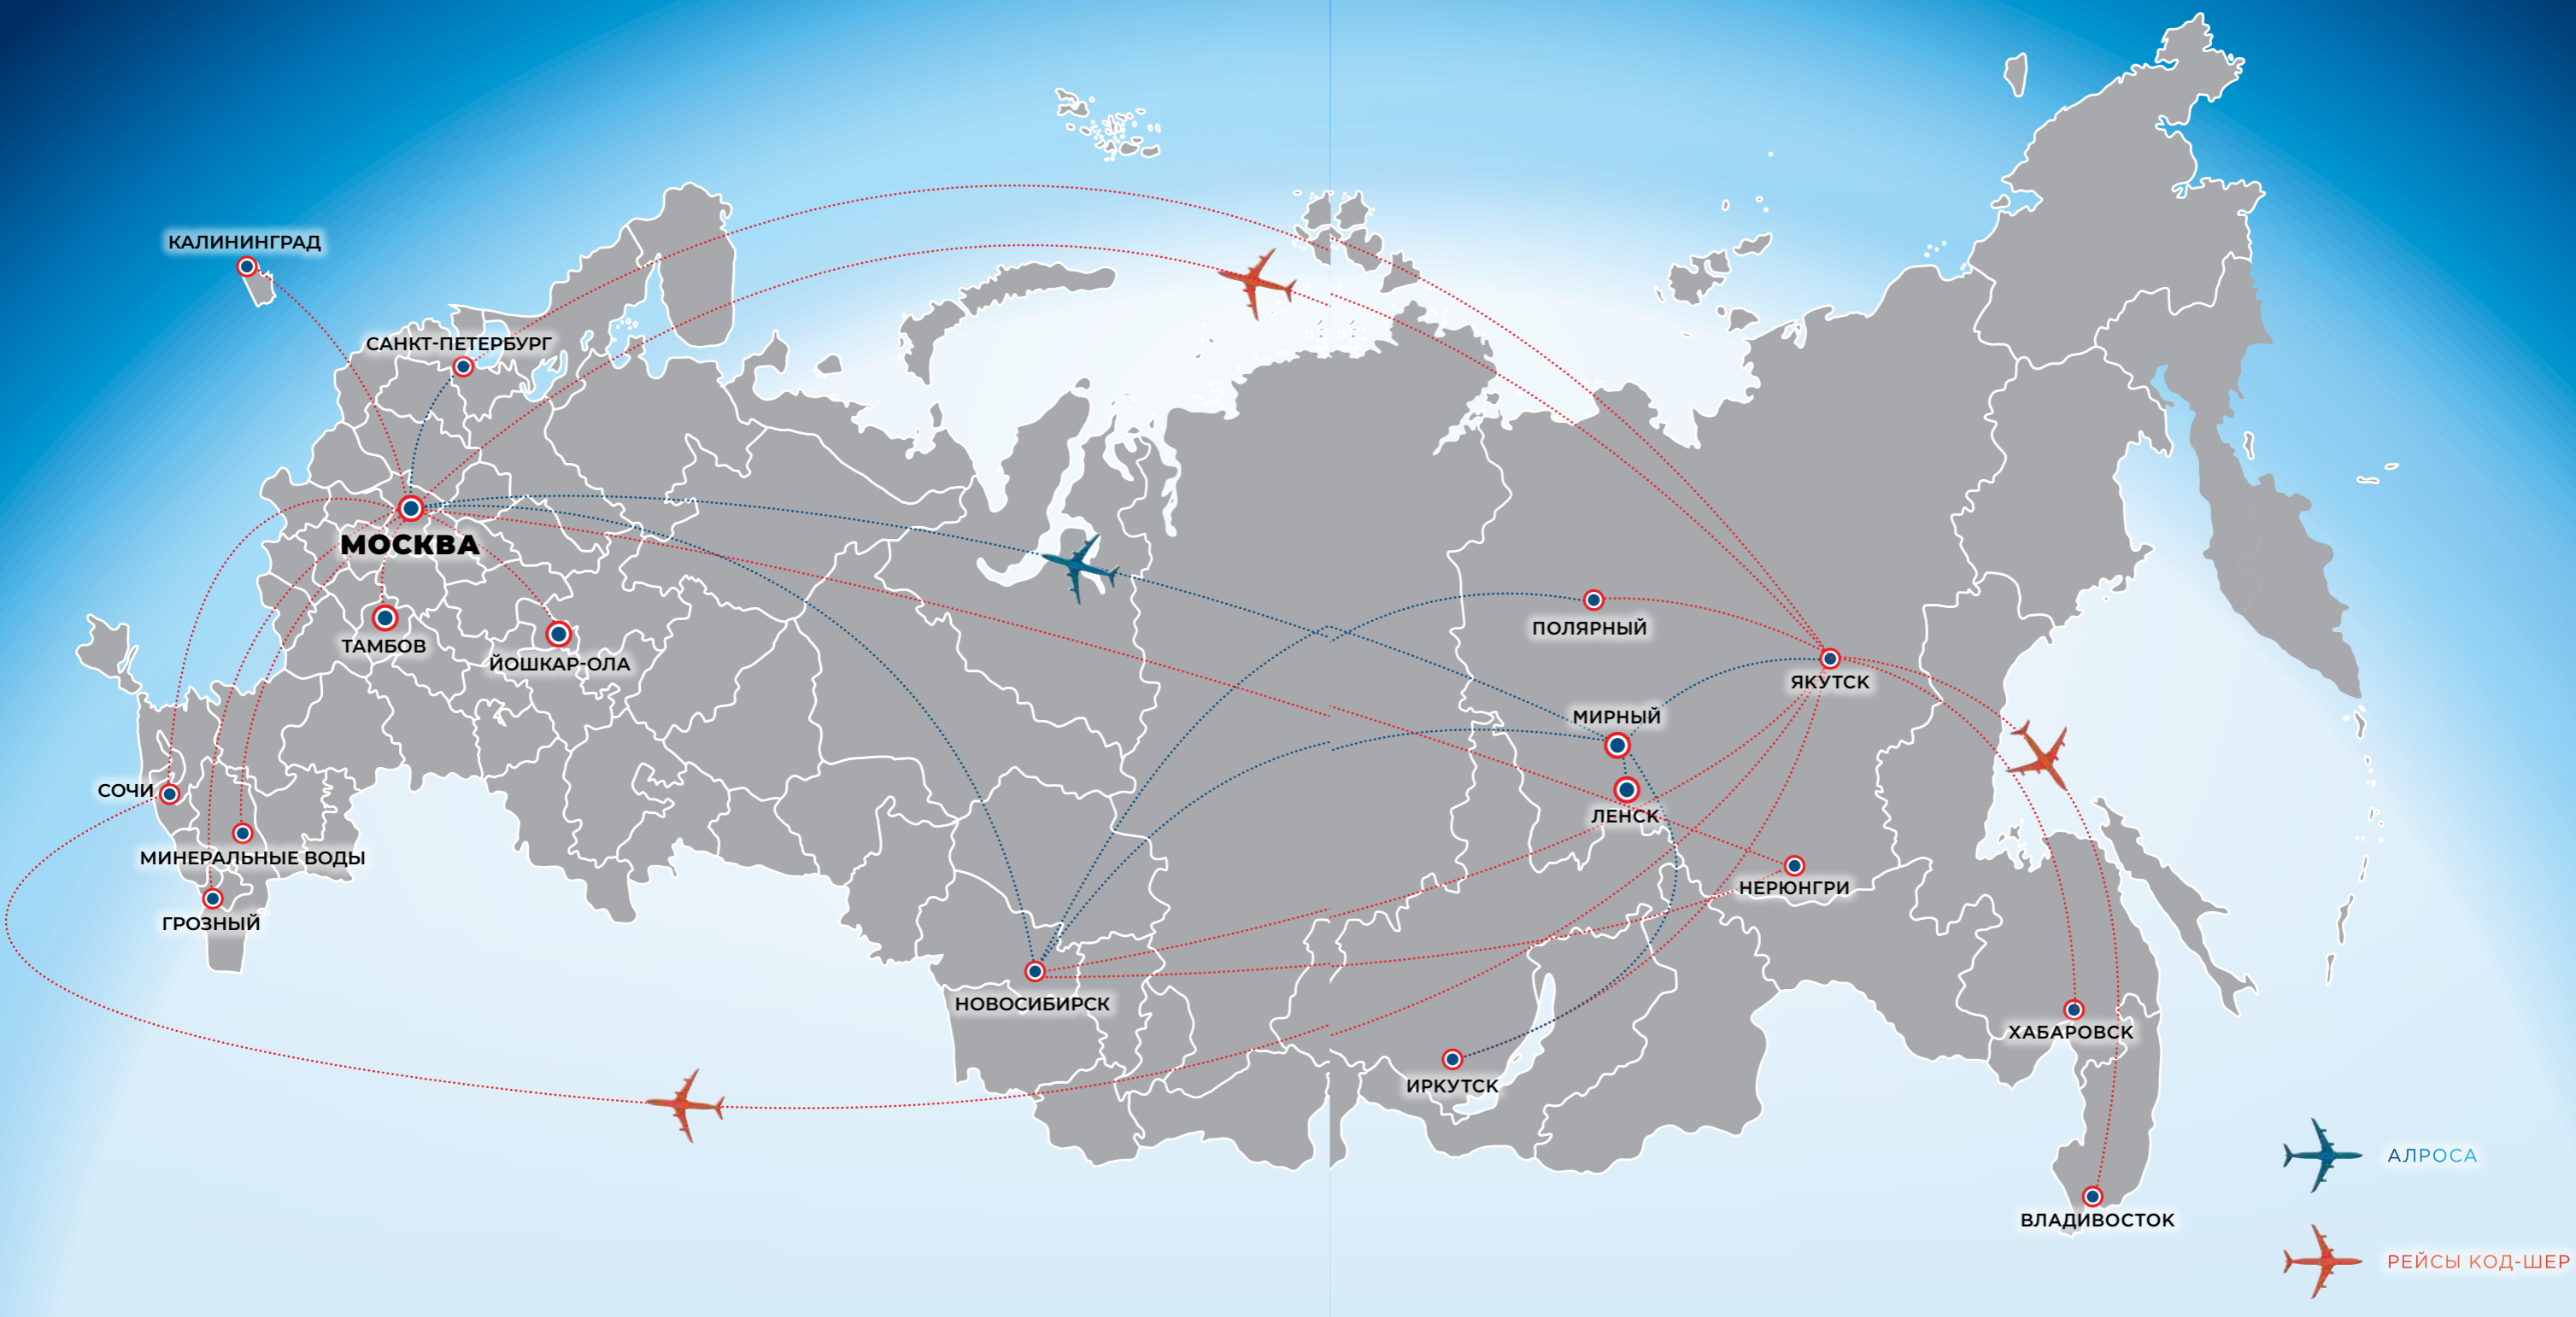 КАЛИНИНГРАД
САНКТ-ПЕТЕРБУРГ
МОСКВА
ТАМБОВ
ЙОШКАР-ОЛА
ПОЛЯРНЫЙ
ЯКУТСК
МИРНЫЙ
СОЧИ
ЛЕНСК
МИНЕРАЛЬНЫЕ ВОДЫ
НЕРЮНГРИ
ГРОЗНЫЙ
НОВОСИБИРСК
ХАБАРОВСК
ИРКУТСК
АЛРОСА
ВЛАДИВОСТОК
РЕЙСЫ КОД-ШЕР